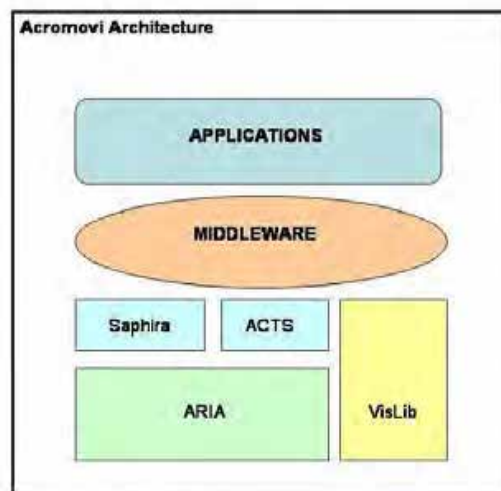 Acromovi Architecture
APPLICATIONS
MIDDLEWARE
Saphira
ACTS
ARIA
VisLib